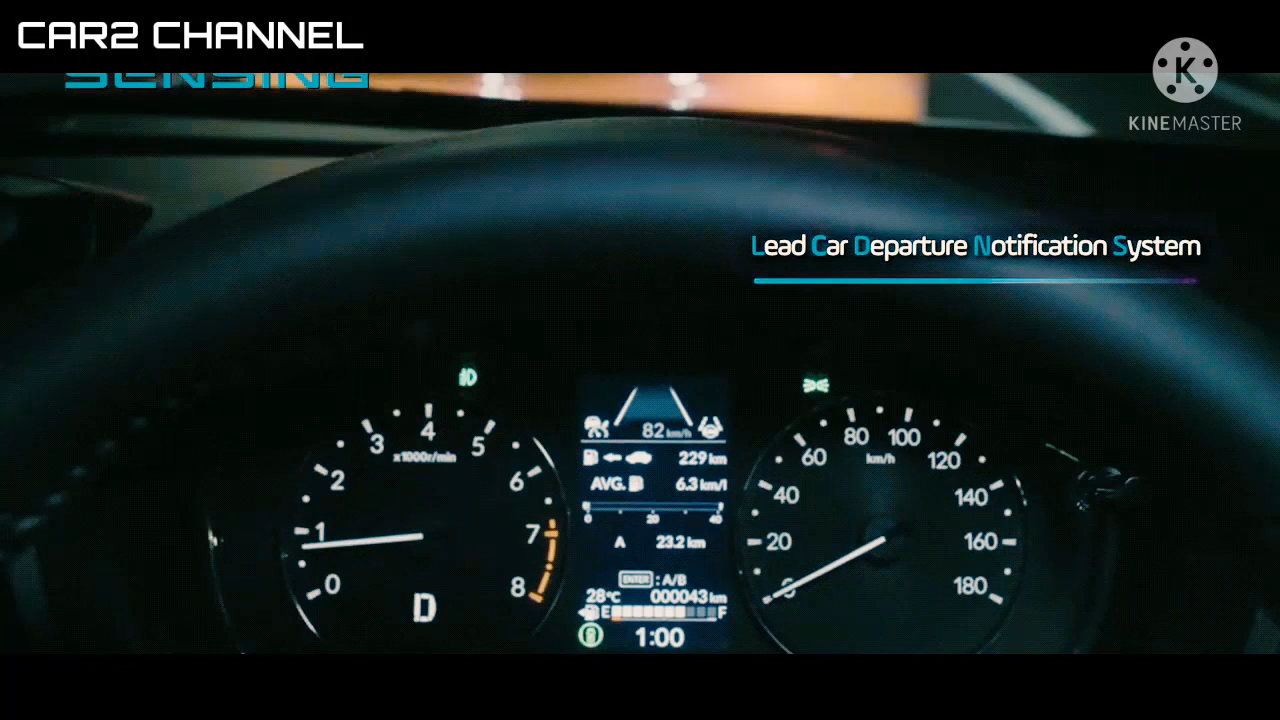 CAR2 CHANNEL
SENSING
K
KINEMASTER
Lead Car Departure Notification System
82 km/h
229 km
AVG. 6.3 km/l
0 20 40
A 23.2 km
ENTER : A/B
28°C 000043 km
E F
1:00
0 1 2 3 4 5 6 7 8
x1000r/min
D
0 20 40 60 80 100 120 140 160 180
km/h